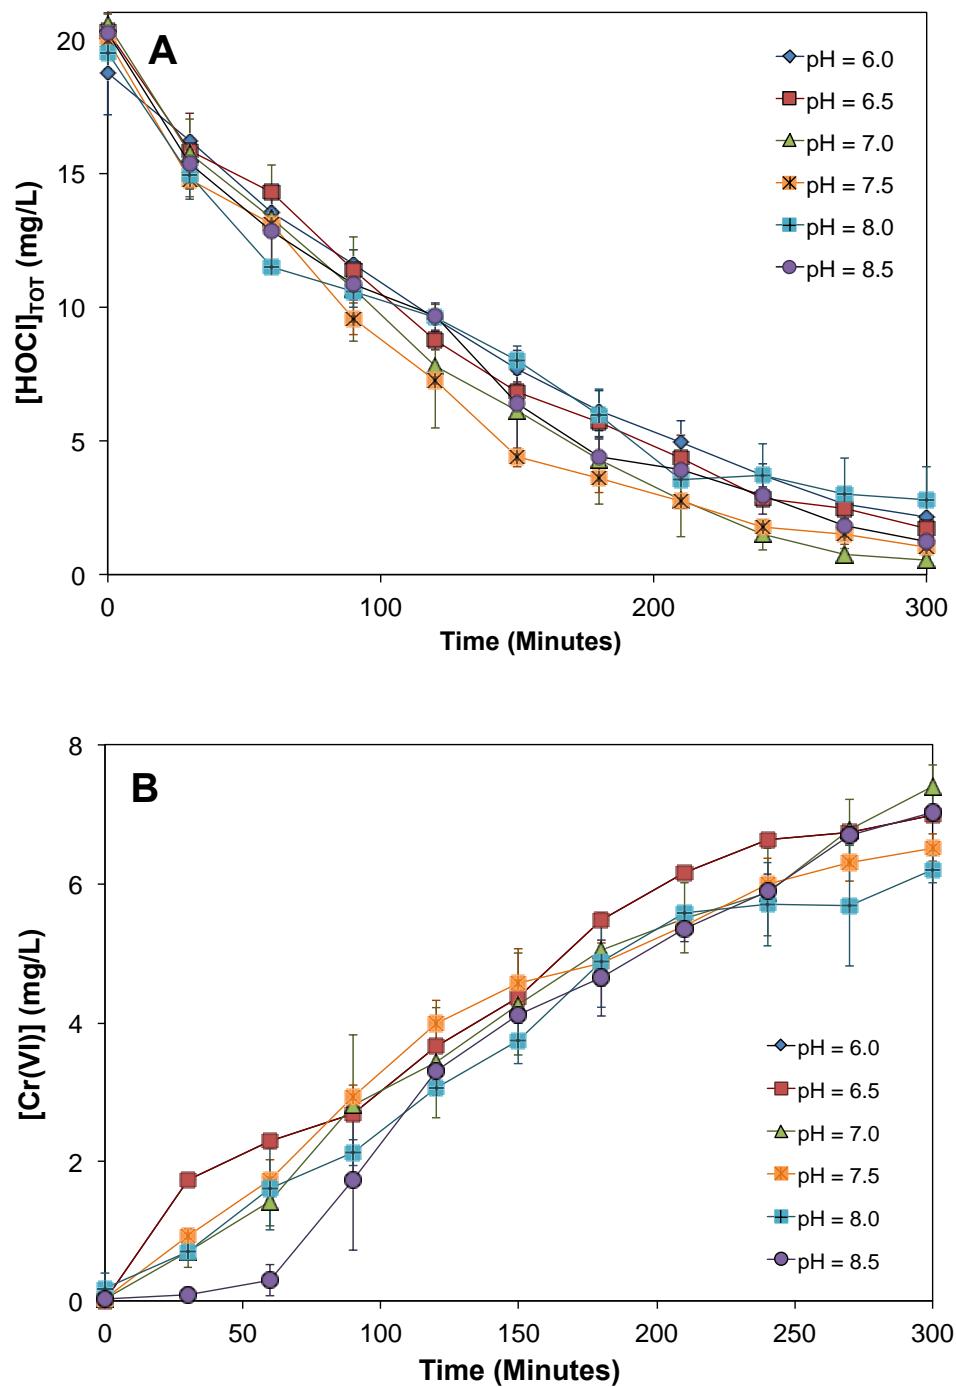 A
20
15
10
5
0
[HOCl]TOT (mg/L)
pH = 6.0
pH = 6.5
pH = 7.0
pH = 7.5
pH = 8.0
pH = 8.5
0 100 200 300
Time (Minutes)
B
8
6
4
2
0
[Cr(VI)] (mg/L)
pH = 6.0
pH = 6.5
pH = 7.0
pH = 7.5
pH = 8.0
pH = 8.5
0 50 100 150 200 250 300
Time (Minutes)